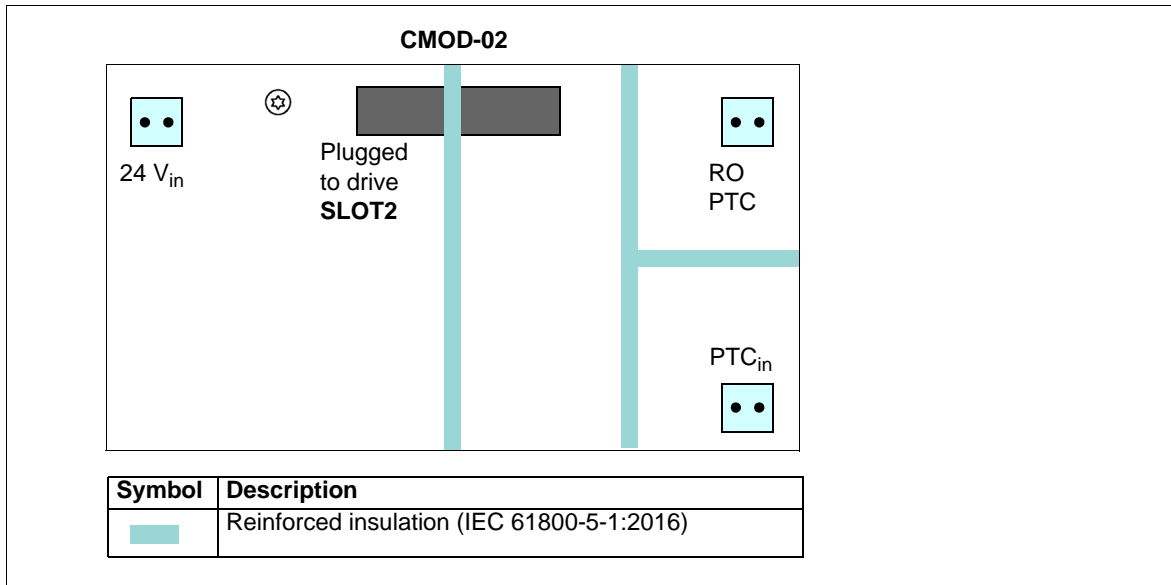 CMOD-02
24 Vin
Plugged
to drive
SLOT2
RO
PTC
PTCin
Symbol Description
Reinforced insulation (IEC 61800-5-1:2016)